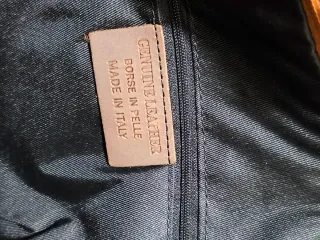 GENUINE LEATHER
BORSE IN PELLE
MADE IN ITALY